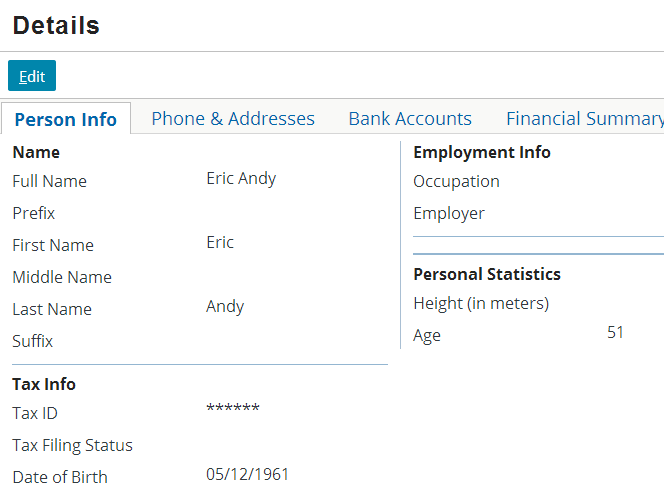 Details
Edit
Person Info Phone & Addresses Bank Accounts Financial Summary
Name
Full Name Eric Andy
Prefix
First Name Eric
Middle Name
Last Name Andy
Suffix
Tax Info
Tax ID ******
Tax Filing Status
Date of Birth 05/12/1961
Employment Info
Occupation
Employer
Personal Statistics
Height (in meters)
Age 51